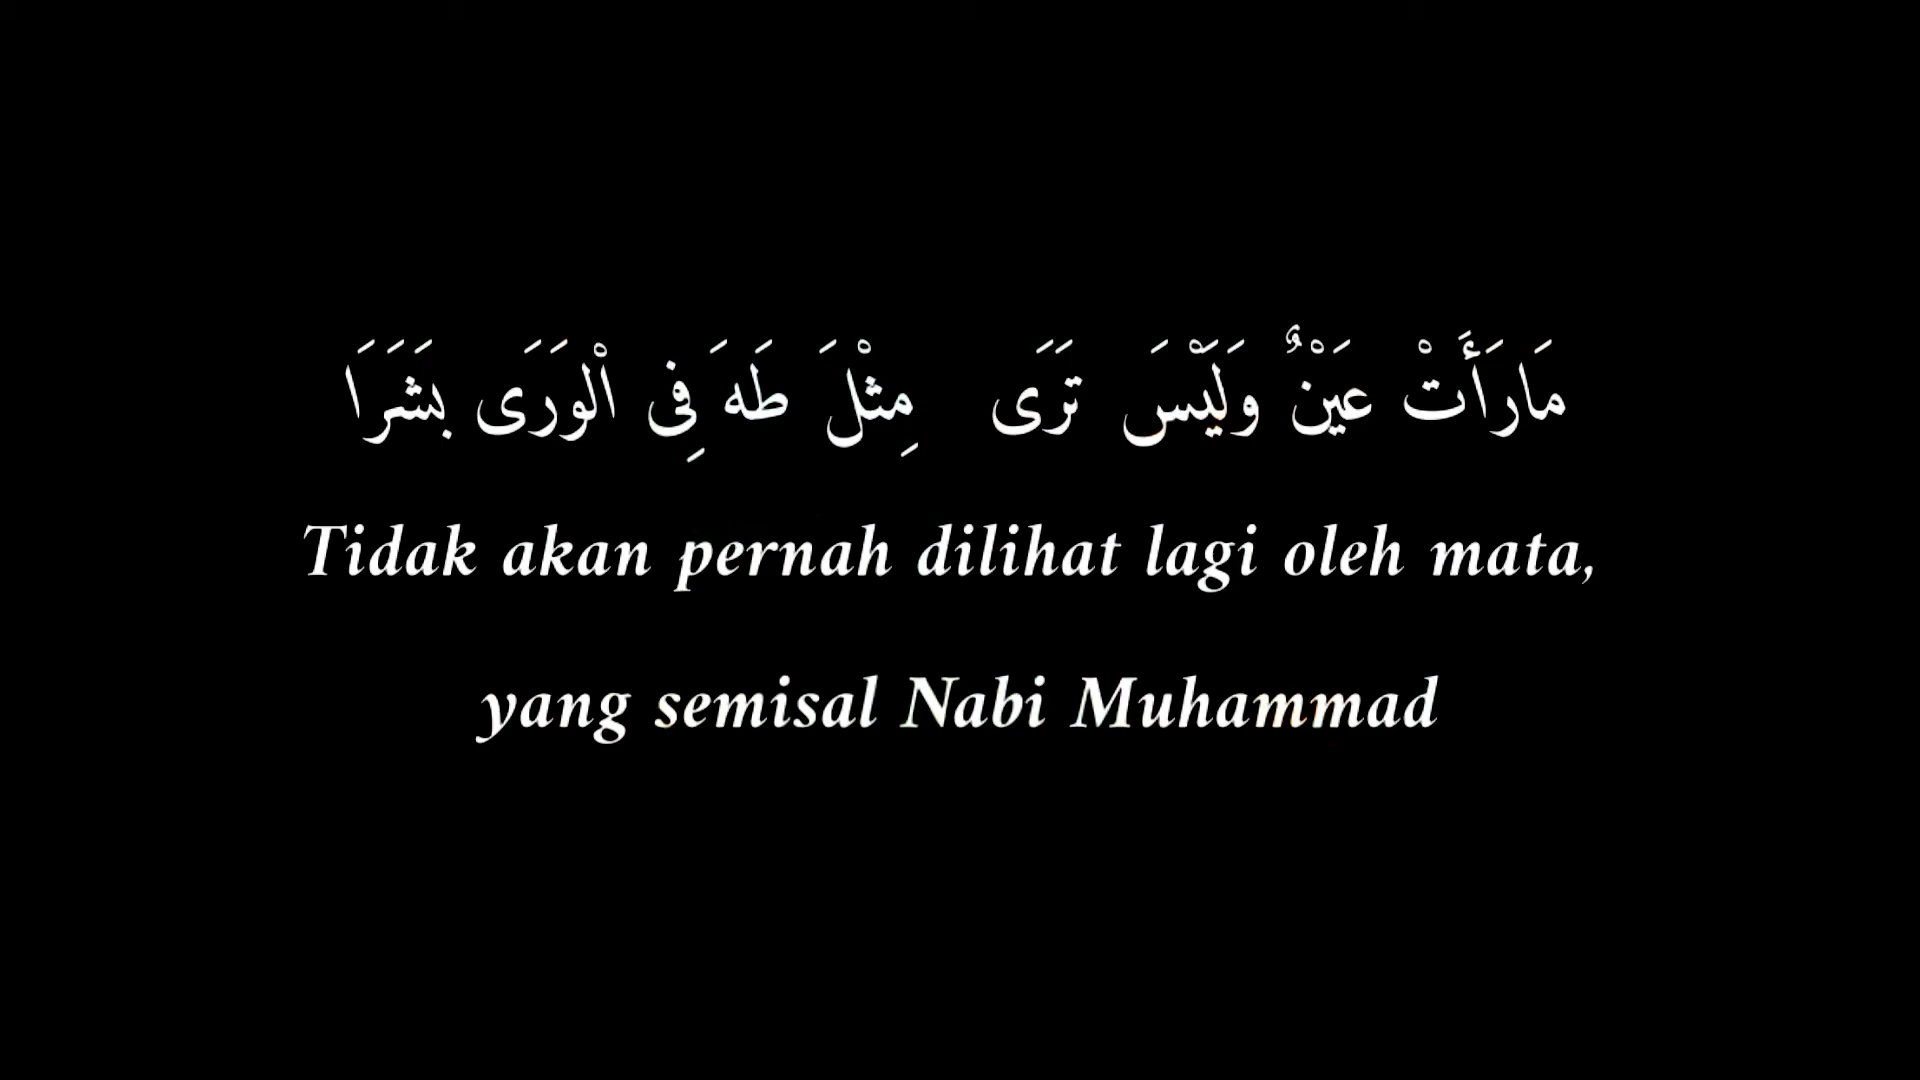 مَارَأَتْ عَيْنٌ وَلَيْسَ تَرَى مِثْلَ طَهَ فِى الْوَرَى بَشَرَا
Tidak akan pernah dilihat lagi oleh mata,
yang semisal Nabi Muhammad